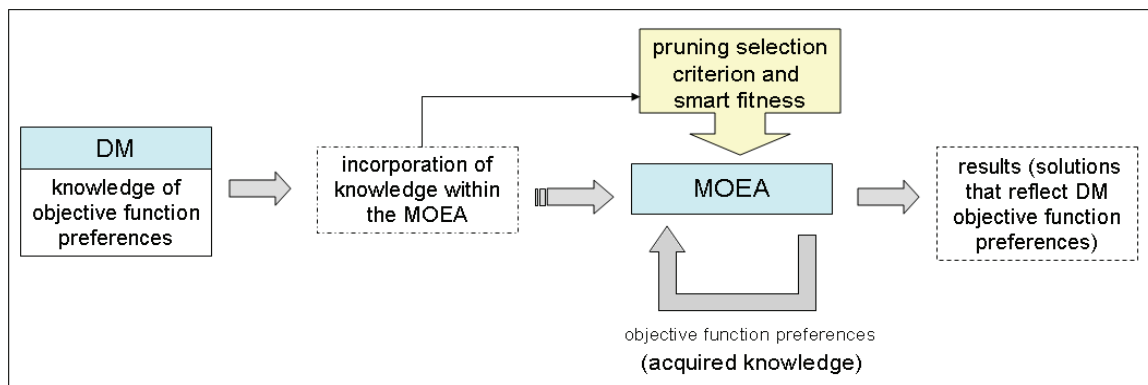 pruning selection
criterion and
smart fitness
DM
knowledge of
objective function
preferences
incorporation of
knowledge within
the MOEA
MOEA
results (solutions
that reflect DM
objective function
preferences)
objective function preferences
(acquired knowledge)